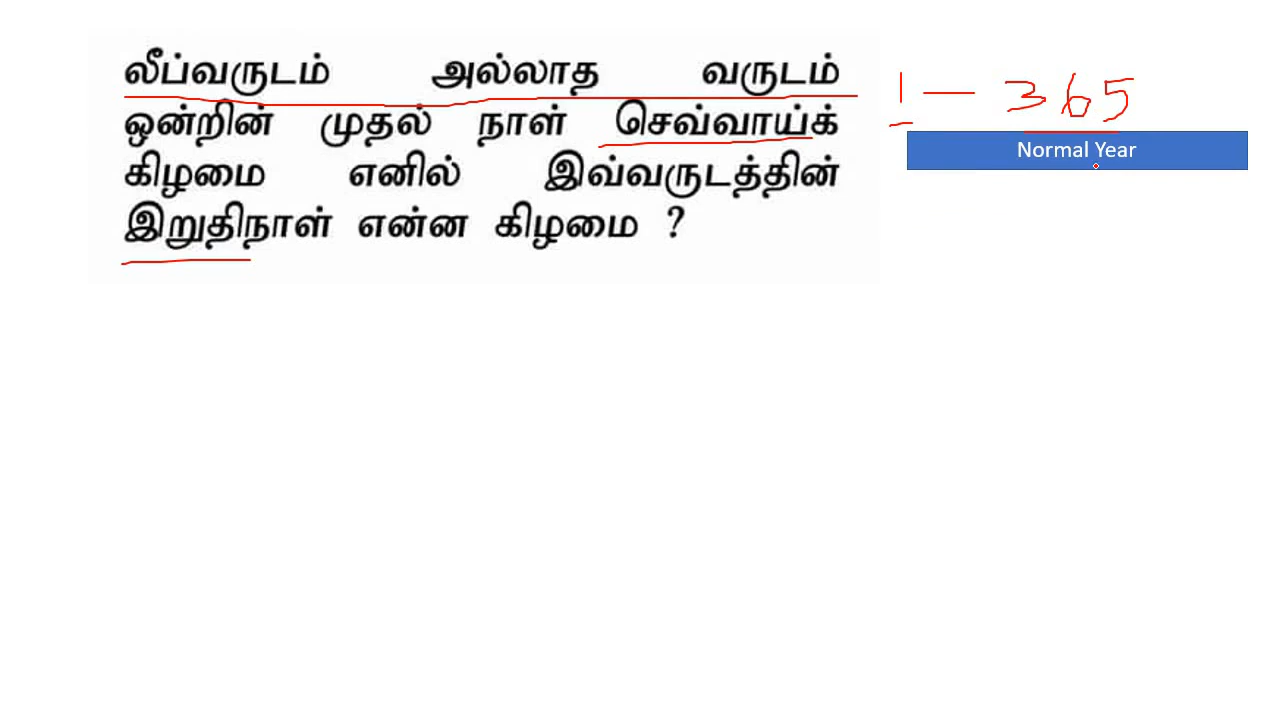 லீப்வருடம் அல்லாத வருடம்
ஒன்றின் முதல் நாள் செவ்வாய்க்
கிழமை எனில் இவ்வருடத்தின்
இறுதிநாள் என்ன கிழமை ?
1 — 365
Normal Year